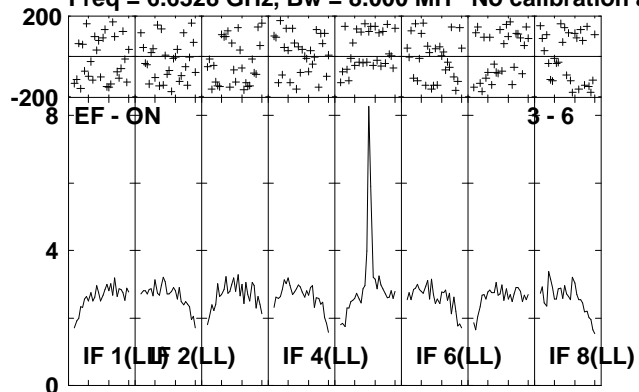 Freq = 6.6528 GHz, Bw = 8.000 MH No calibration a
200
-200
EF - ON
3 - 6
8
4
0
IF 1(LL)
IF 2(LL)
IF 4(LL)
IF 6(LL)
IF 8(LL)